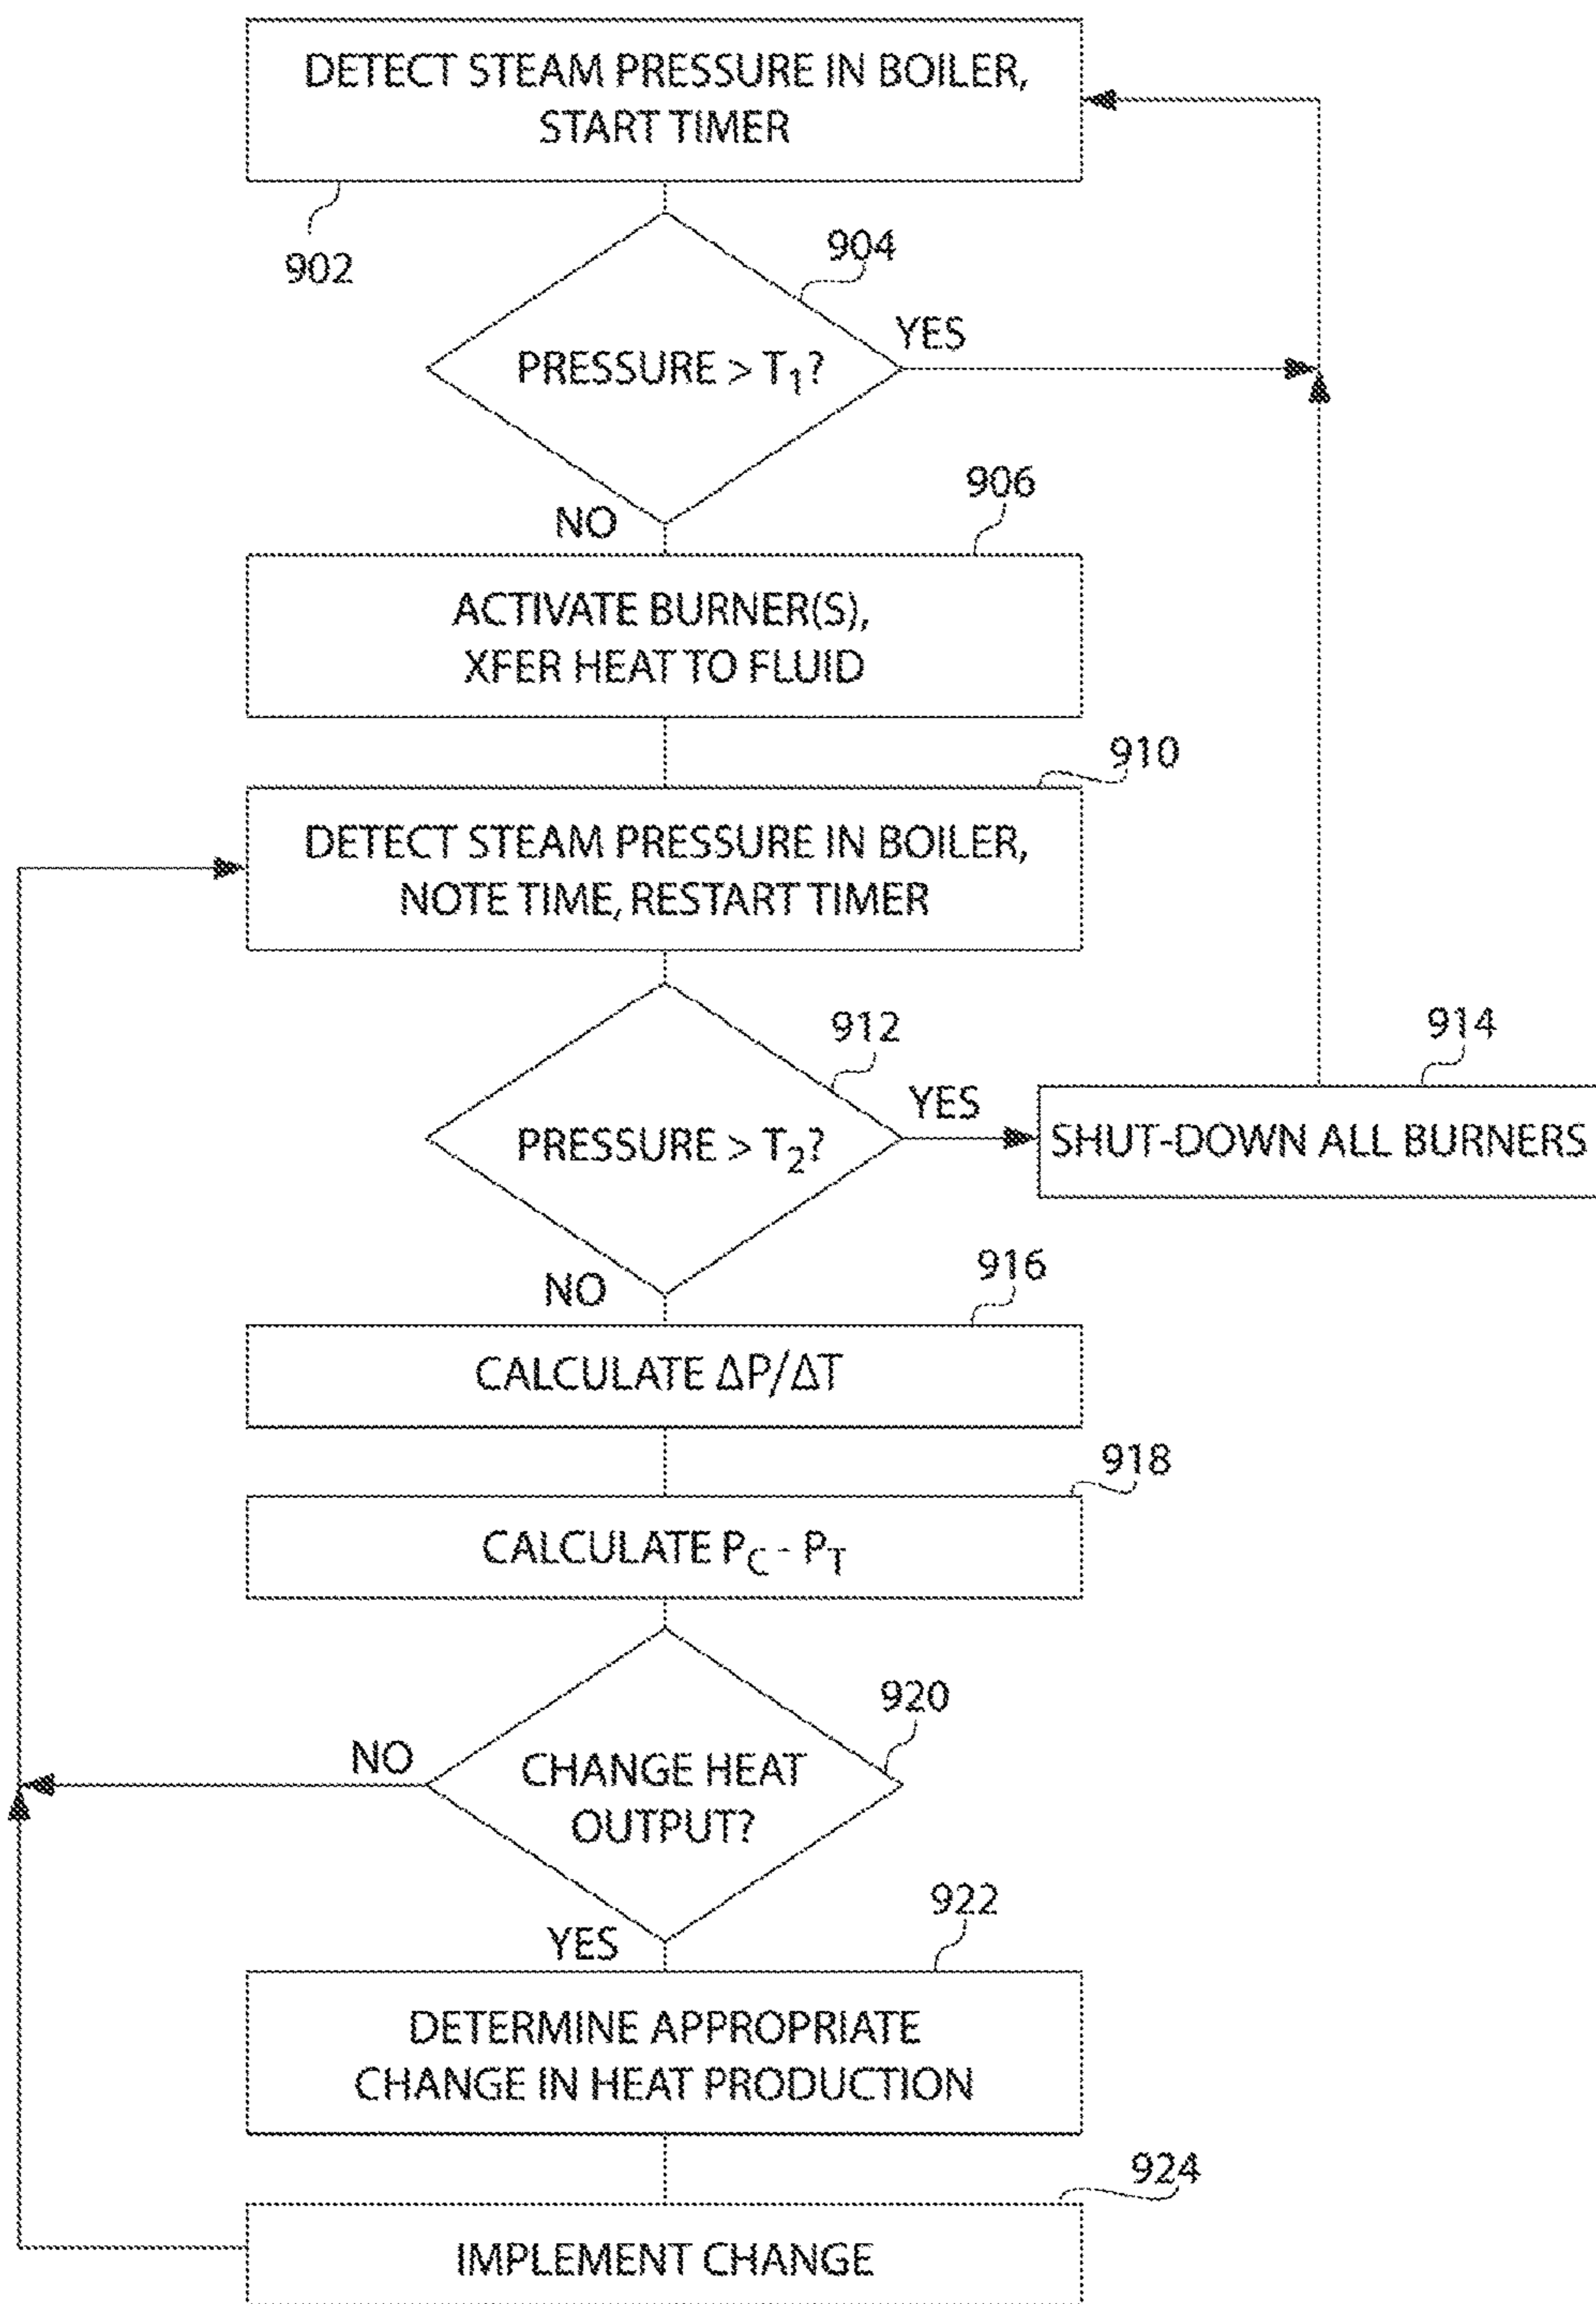 DETECT STEAM PRESSURE IN BOILER,
START TIMER
902
904
PRESSURE > T₁?
YES
NO
906
ACTIVATE BURNER(S),
XFER HEAT TO FLUID
910
DETECT STEAM PRESSURE IN BOILER,
NOTE TIME, RESTART TIMER
912
PRESSURE > T₂?
YES
914
SHUT-DOWN ALL BURNERS
NO
916
CALCULATE ΔP/ΔT
918
CALCULATE P_C - P_T
920
NO
CHANGE HEAT
OUTPUT?
YES
922
DETERMINE APPROPRIATE
CHANGE IN HEAT PRODUCTION
924
IMPLEMENT CHANGE